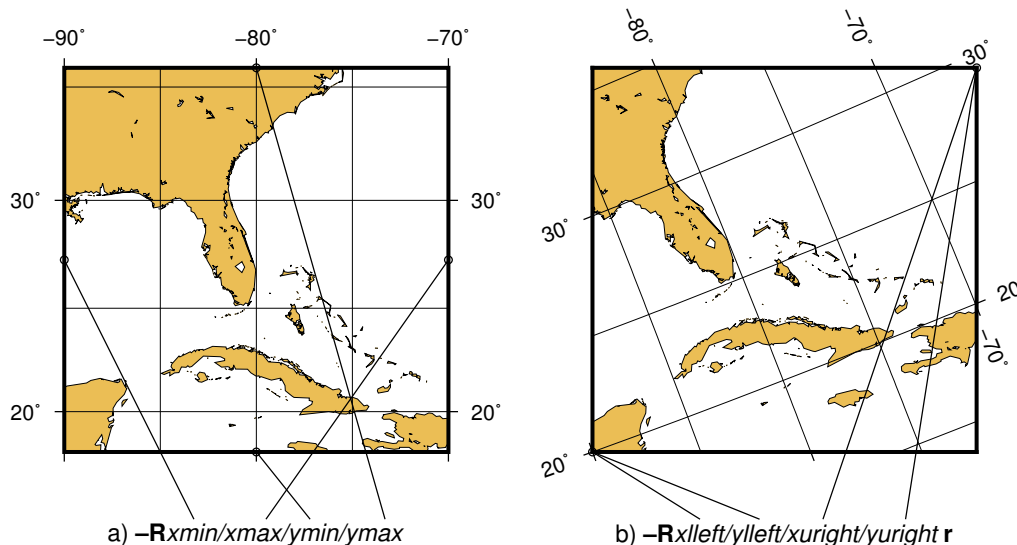 −90˚ −80˚ −70˚
30˚ 30˚
20˚ 20˚
a) −Rxmin/xmax/ymin/ymax
−80˚ −70˚ 30˚
30˚
20˚
−70˚
20˚
b) −Rxlleft/ylleft/xuright/yuright r